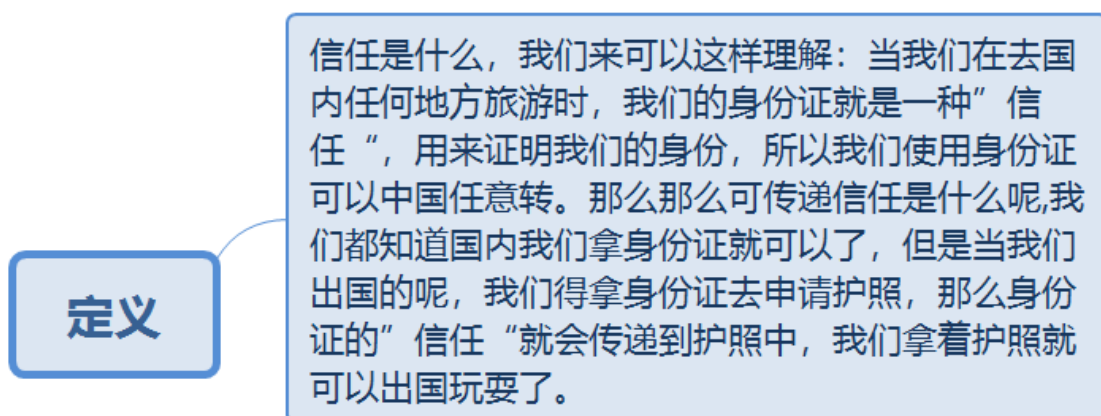 信任是什么，我们来可以这样理解：当我们在去国
内任何地方旅游时，我们的身份证就是一种”信
任“，用来证明我们的身份，所以我们使用身份证
可以中国任意转。那么那么可传递信任是什么呢,我
们都知道国内我们拿身份证就可以了，但是当我们
出国的呢，我们得拿身份证去申请护照，那么身份
证的”信任“就会传递到护照中，我们拿着护照就
可以出国玩耍了。
定义